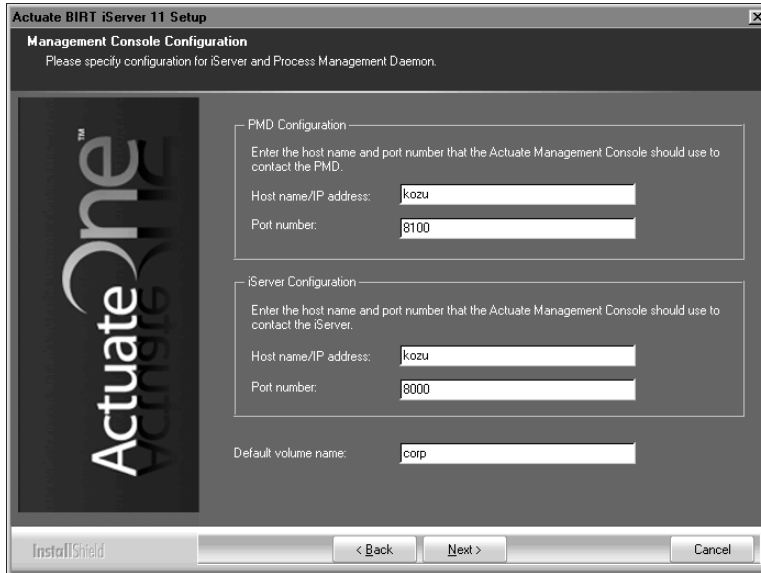 Actuate BIRT iServer 11 Setup
Management Console Configuration
Please specify configuration for iServer and Process Management Daemon.
ActuateOne™
PMD Configuration
Enter the host name and port number that the Actuate Management Console should use to
contact the PMD.
Host name/IP address: kozu
Port number: 8100
iServer Configuration
Enter the host name and port number that the Actuate Management Console should use to
contact the iServer.
Host name/IP address: kozu
Port number: 8000
Default volume name: corp
InstallShield
< Back Next > Cancel